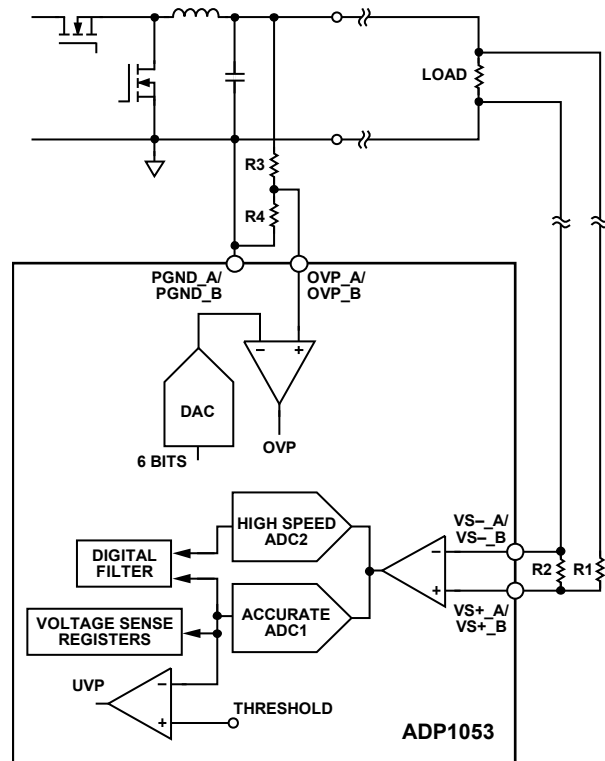 LOAD
R3
R4
PGND_A/
PGND_B
OVP_A/
OVP_B
− +
DAC
OVP
6 BITS
HIGH SPEED
ADC2
VS−_A/
VS−_B
DIGITAL
FILTER
−
R2
R1
+
ACCURATE
ADC1
VS+_A/
VS+_B
VOLTAGE SENSE
REGISTERS
UVP
−
+
THRESHOLD
ADP1053